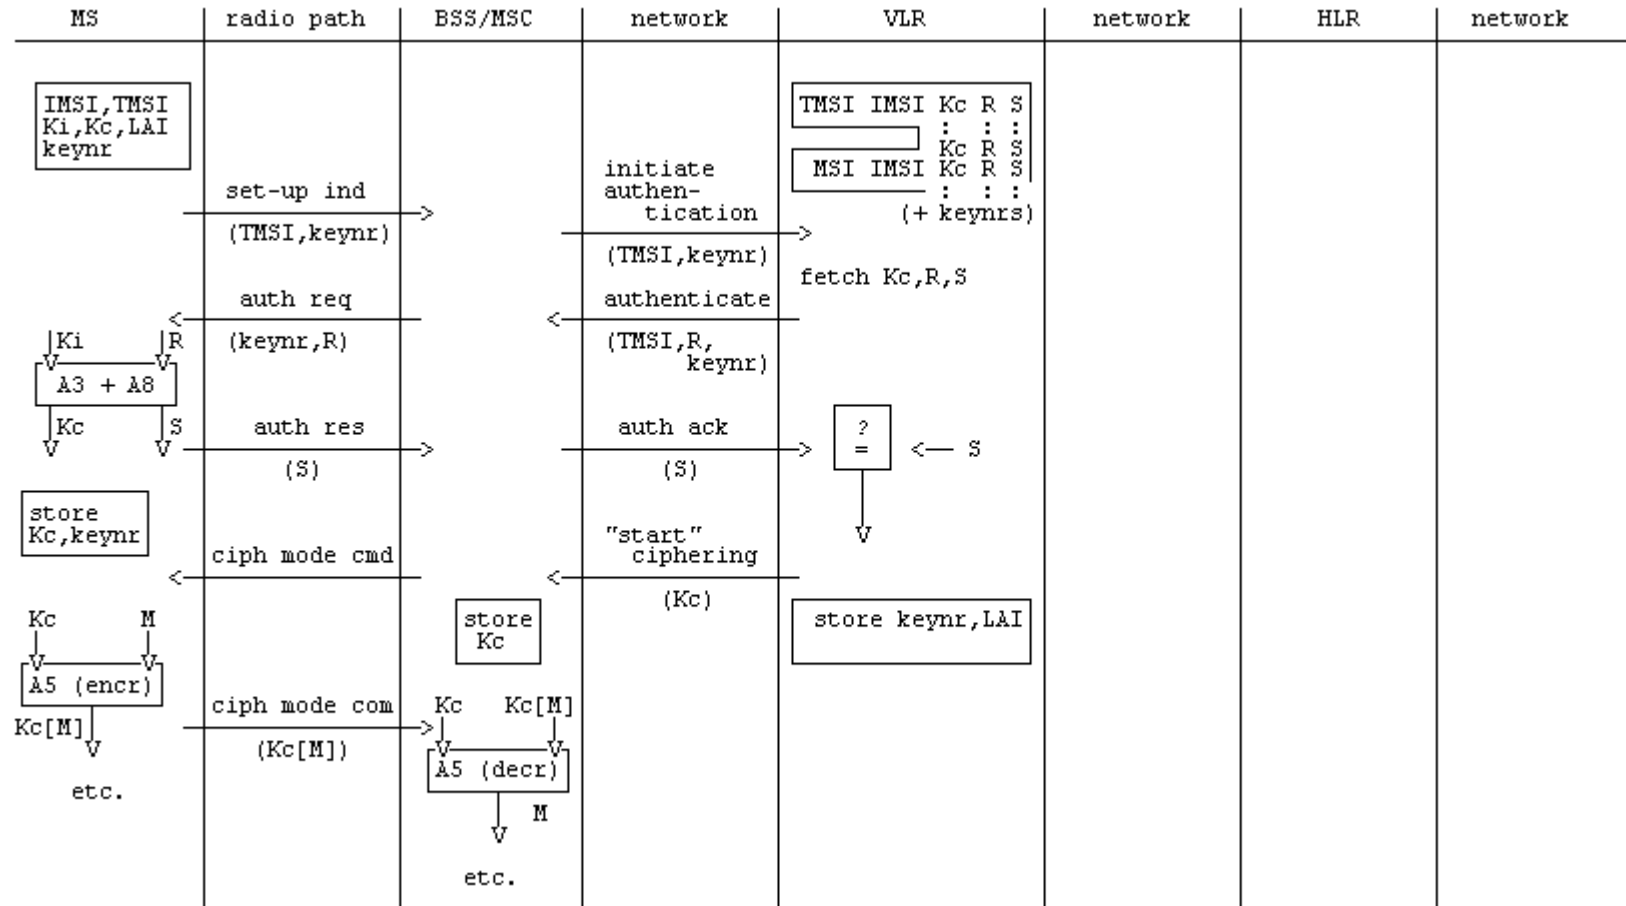 MS radio path BSS/MSC network VLR network HLR network
IMSI,TMSI
Ki,Kc,LAI
keynr
TMSI IMSI Kc R S
: : :
Kc R S
MSI IMSI Kc R S
: : :
(+ keynrs)
set-up ind
(TMSI,keynr)
initiate
authen-
tication
(TMSI,keynr)
fetch Kc,R,S
auth req
(keynr,R)
authenticate
(TMSI,R,
keynr)
Ki R
A3 + A8
Kc S
auth res
(S)
auth ack
(S)
?
=
S
store
Kc,keynr
ciph mode cmd
"start"
ciphering
(Kc)
store
Kc
store keynr,LAI
Kc M
A5 (encr)
Kc[M]
etc.
ciph mode com
(Kc[M])
Kc Kc[M]
A5 (decr)
M
etc.